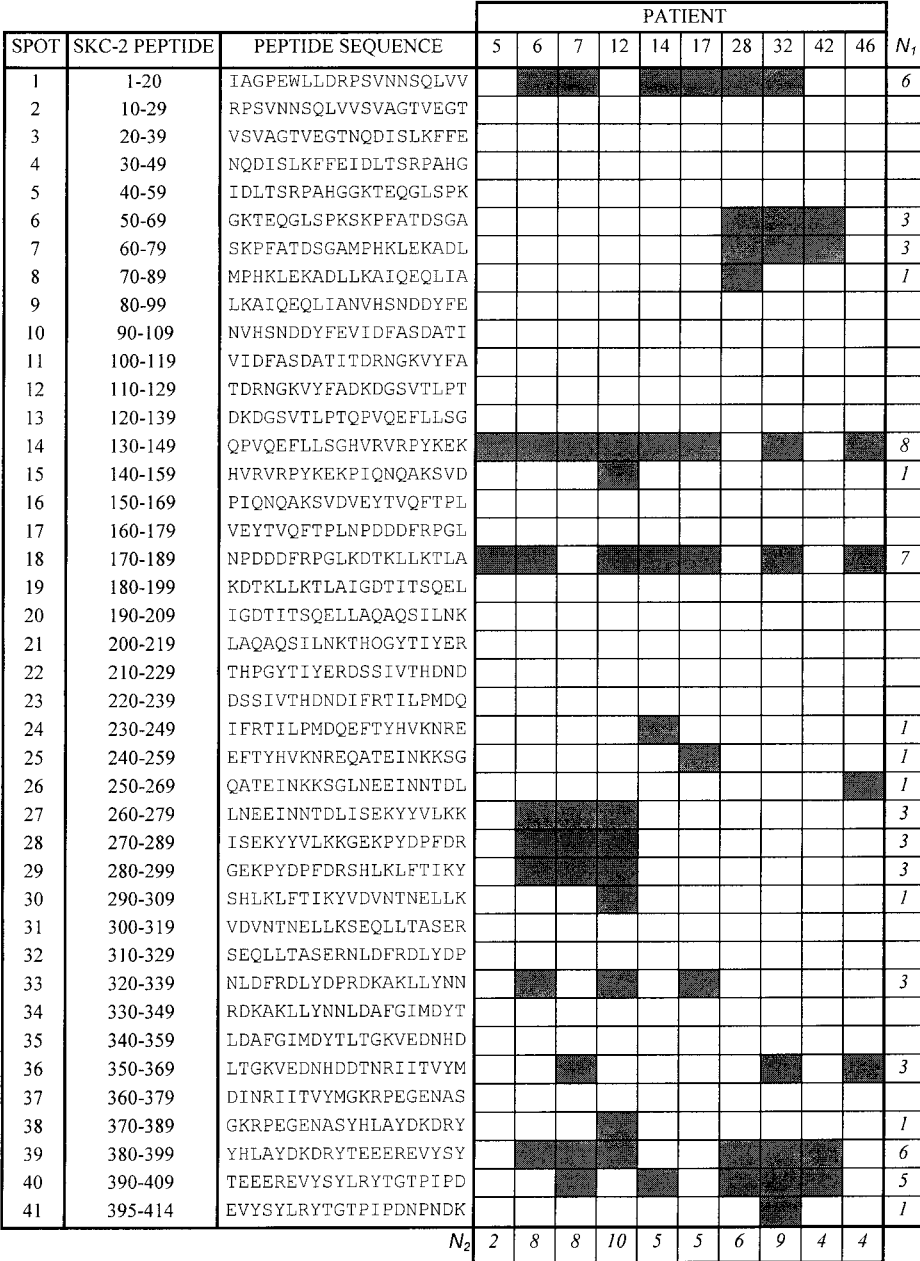 PATIENT
SPOT SKC-2 PEPTIDE PEPTIDE SEQUENCE 5 6 7 12 14 17 28 32 42 46 N1
1 1-20 IAGPEWLLDRPSVNNSQLVV 6
2 10-29 RPSVNNSQLVVSVAGTVEGT
3 20-39 VSVAGTVEGTNQDISLKFFE
4 30-49 NQDISLKFFEIDLTSRPAHG
5 40-59 IDLTSRPAHGGKTEQGLSPK
6 50-69 GKTEQGLSPKSKPFATDSGA 3
7 60-79 SKPFATDSGAMPHKLEKADL 3
8 70-89 MPHKLEKADLLKAIQEQLIA 1
9 80-99 LKAIQEQLIANVHSNDDYFE
10 90-109 NVHSNDDYFEVIDFASDATI
11 100-119 VIDFASDATITDRNGKVYFA
12 110-129 TDRNGKVYFADKDGSVTLPT
13 120-139 DKDGSVTLPTQPVQEFLLSG
14 130-149 QPVQEFLLSGHVRVRPYKEK 8
15 140-159 HVRVRPYKEKPIQNQAKSVD 1
16 150-169 PIQNQAKSVDVEYTVQFTPL
17 160-179 VEYTVQFTPLNPDDDFRPGL
18 170-189 NPDDDFRPGLKDTKLLKTLA 7
19 180-199 KDTKLLKTLAIGDTITSQEL
20 190-209 IGDTITSQELLAQAQSILNK
21 200-219 LAQAQSILNKTHOGYTIYER
22 210-229 THPGYTIYERDSSIVTHDND
23 220-239 DSSIVTHDNDIFRTILPMDQ
24 230-249 IFRTILPMDQEFTYHVKNRE 1
25 240-259 EFTYHVKNREQATEINKKSG 1
26 250-269 QATEINKKSGLNEEINNTDL 1
27 260-279 LNEEINNTDLISEKYYVLKK 3
28 270-289 ISEKYYVLKKGEKPYDPFDR 3
29 280-299 GEKPYDPFDRSHLKLFTIKY 3
30 290-309 SHLKLFTIKYVDVNTNELLK 1
31 300-319 VDVNTNELLKSEQLLTASER
32 310-329 SEQLLTASERNLDFRDLYDP
33 320-339 NLDFRDLYDPRDKAKLLYNN 3
34 330-349 RDKAKLLYNNLDAFGIMDYT
35 340-359 LDAFGIMDYTLTGKVEDNHD
36 350-369 LTGKVEDNHDDTNRIITVYM 3
37 360-379 DINRIITVYMGKRPEGENAS
38 370-389 GKRPEGENASYHLAYDKDRY 1
39 380-399 YHLAYDKDRYTEEEREVYSY 6
40 390-409 TEEEREVYSYLRYTGTPIPD 5
41 395-414 EVYSYLRYTGTPIPDNPNDK 1
N2 2 8 8 10 5 5 6 9 4 4